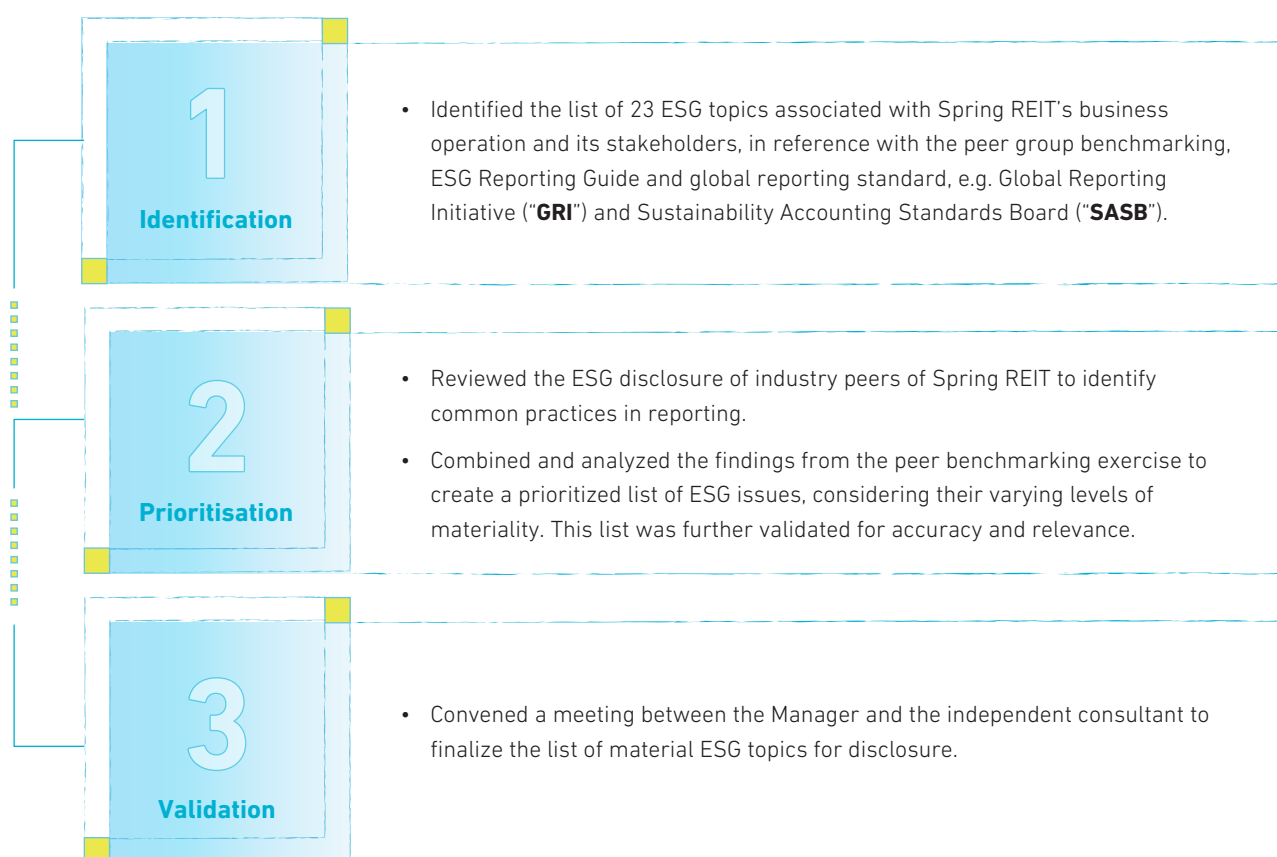 1
Identification
• Identified the list of 23 ESG topics associated with Spring REIT’s business
operation and its stakeholders, in reference with the peer group benchmarking,
ESG Reporting Guide and global reporting standard, e.g. Global Reporting
Initiative (“GRI”) and Sustainability Accounting Standards Board (“SASB”).
2
Prioritisation
• Reviewed the ESG disclosure of industry peers of Spring REIT to identify
common practices in reporting.
• Combined and analyzed the findings from the peer benchmarking exercise to
create a prioritized list of ESG issues, considering their varying levels of
materiality. This list was further validated for accuracy and relevance.
3
Validation
• Convened a meeting between the Manager and the independent consultant to
finalize the list of material ESG topics for disclosure.